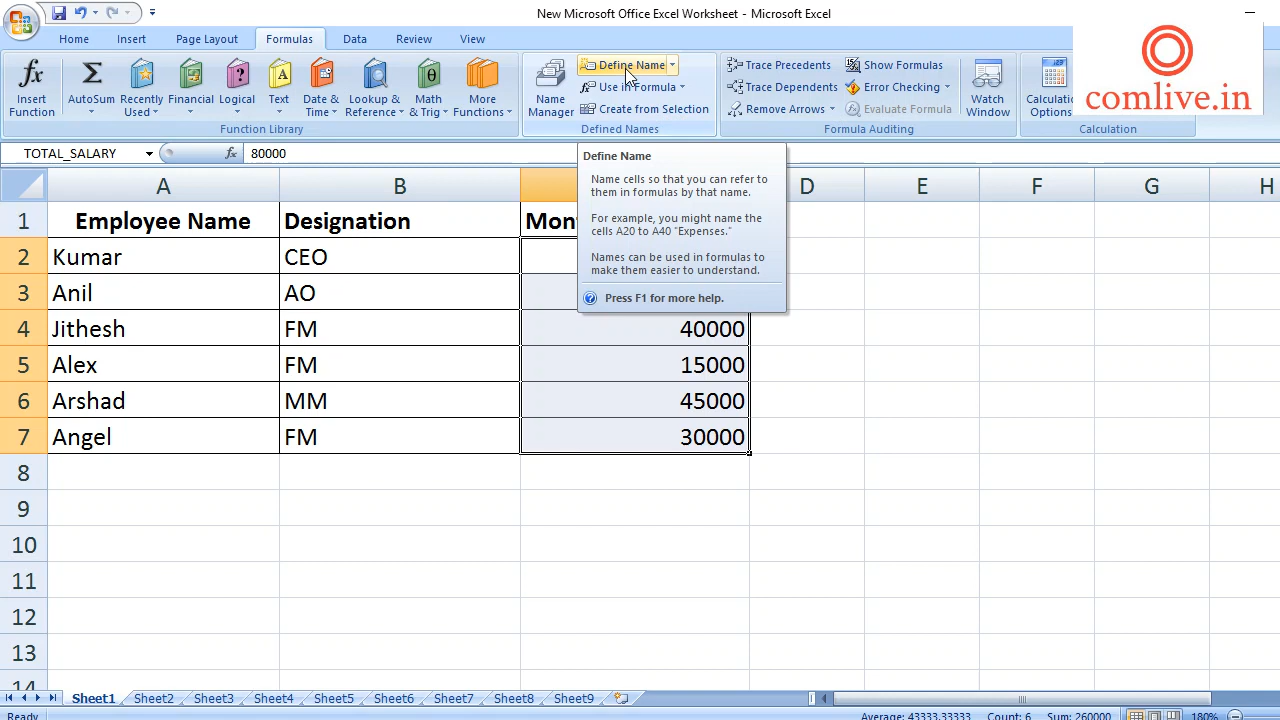 New Microsoft Office Excel Worksheet - Microsoft Excel
Home Insert Page Layout Formulas Data Review View
comlive.in
Insert Function
AutoSum
Recently Used
Financial
Logical
Text
Date & Time
Lookup & Reference
Math & Trig
More Functions
Function Library
Name Manager
Define Name
Use in Formula
Create from Selection
Defined Names
Trace Precedents
Trace Dependents
Remove Arrows
Show Formulas
Error Checking
Evaluate Formula
Formula Auditing
Watch Window
Calculation Options
Calculation
TOTAL_SALARY fx 80000
Define Name
Name cells so that you can refer to
them in formulas by that name.
For example, you might name the
cells A20 to A40 "Expenses."
Names can be used in formulas to
make them easier to understand.
Press F1 for more help.
A B D E F G H
1 Employee Name Designation Mon
2 Kumar CEO
3 Anil AO
4 Jithesh FM 40000
5 Alex FM 15000
6 Arshad MM 45000
7 Angel FM 30000
8
9
10
11
12
13
14
Sheet1 Sheet2 Sheet3 Sheet4 Sheet5 Sheet6 Sheet7 Sheet8 Sheet9
Ready Average: 43333.33333 Count: 6 Sum: 260000 180%